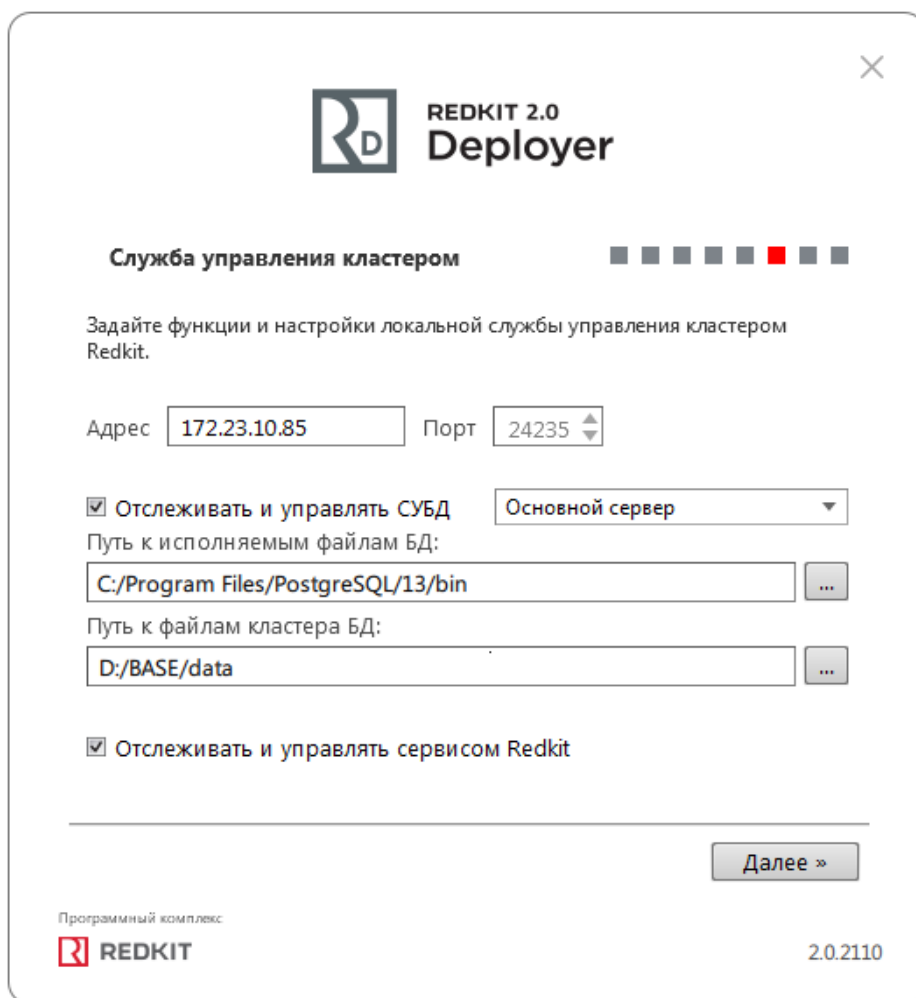 REDKIT 2.0
RD Deployer
Служба управления кластером
Задайте функции и настройки локальной службы управления кластером
Redkit.
Адрес 172.23.10.85 Порт 24235
Отслеживать и управлять СУБД Основной сервер
Путь к исполняемым файлам БД:
C:/Program Files/PostgreSQL/13/bin ...
Путь к файлам кластера БД:
D:/BASE/data ...
Отслеживать и управлять сервисом Redkit
Далее »
Программный комплекс
R REDKIT 2.0.2110